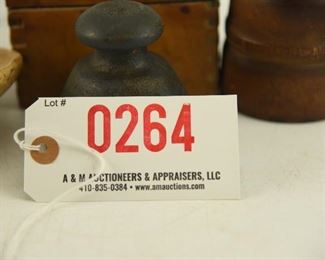 Lot #
0264
A & M AUCTIONEERS & APPRAISERS, LLC
410-835-0384 • www.amauctions.com